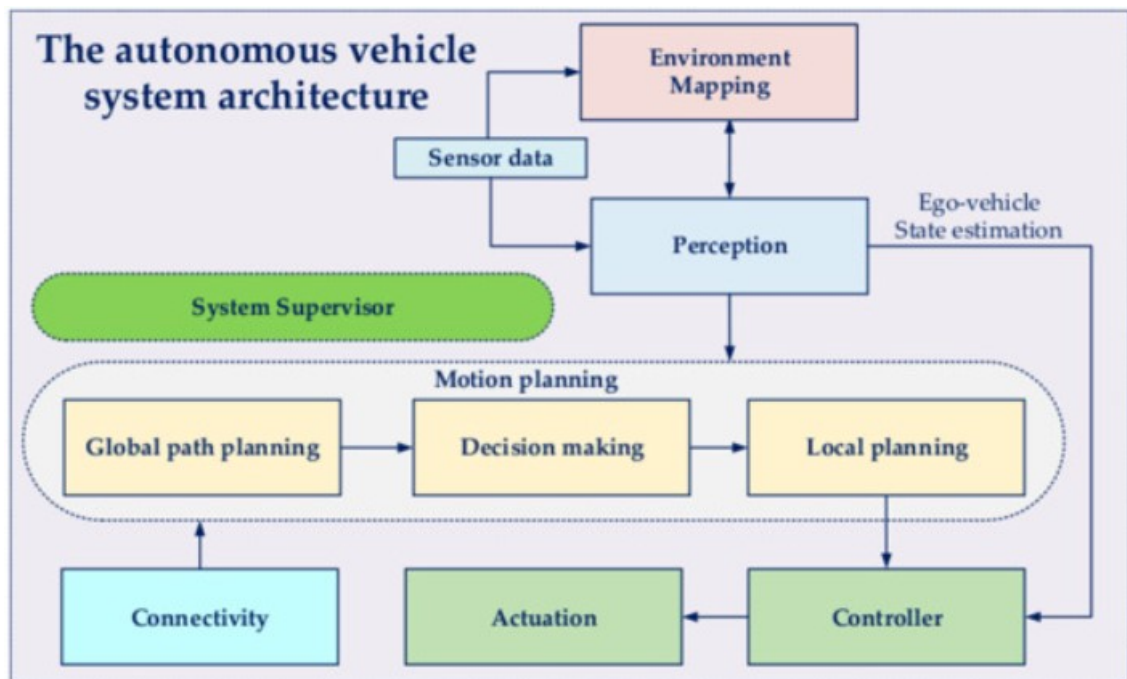 The autonomous vehicle
system architecture
Environment
Mapping
Sensor data
Perception
Ego-vehicle
State estimation
System Supervisor
Motion planning
Global path planning
Decision making
Local planning
Connectivity
Actuation
Controller